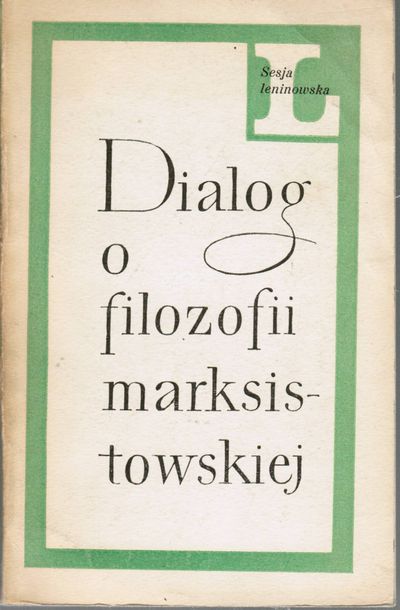 L
Sesja
leninowska
Dialog
o
filozofii
marksis-
towskiej